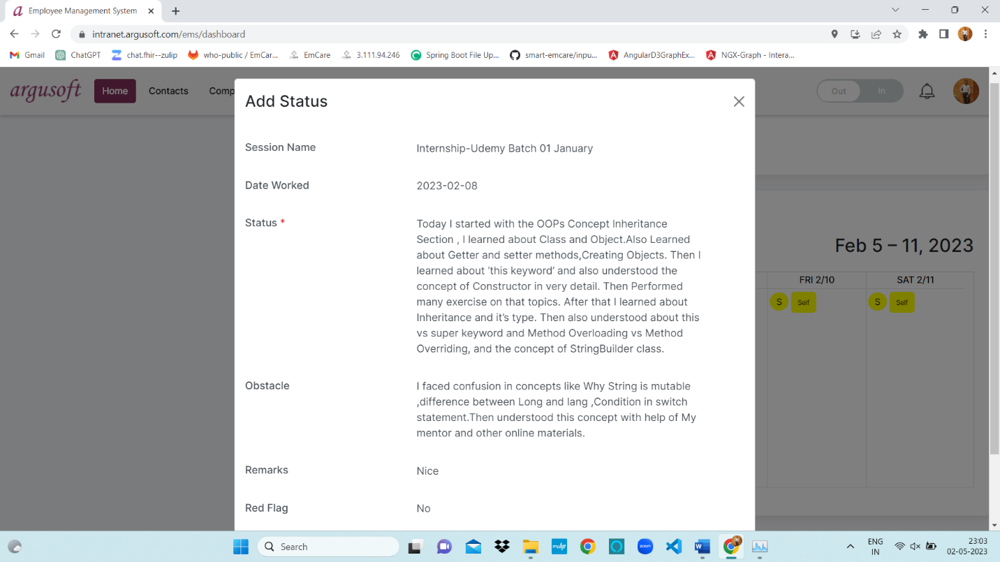 Employee Management System
intranet.argusoft.com/ems/dashboard
Gmail
ChatGPT
chat.fhir--zulip
who-public / EmCar...
EmCare
3.111.94.246
Spring Boot File Up...
smart-emcare/inpu...
AngularD3GraphEx...
NGX-Graph - Intera...
argusoft
Home
Contacts
Comp
Out
In
Add Status
Session Name
Internship-Udemy Batch 01 January
Date Worked
2023-02-08
Status *
Today I started with the OOPs Concept Inheritance
Section , I learned about Class and Object.Also Learned
about Getter and setter methods,Creating Objects. Then I
learned about ‘this keyword’ and also understood the
concept of Constructor in very detail. Then Performed
many exercise on that topics. After that I learned about
Inheritance and it’s type. Then also understood about this
vs super keyword and Method Overloading vs Method
Overriding, and the concept of StringBuilder class.
Obstacle
I faced confusion in concepts like Why String is mutable
,difference between Long and lang ,Condition in switch
statement.Then understood this concept with help of My
mentor and other online materials.
Remarks
Nice
Red Flag
No
Feb 5 – 11, 2023
FRI 2/10
SAT 2/11
S
Self
S
Self
Search
myhp
zoom
ENG
IN
23:03
02-05-2023